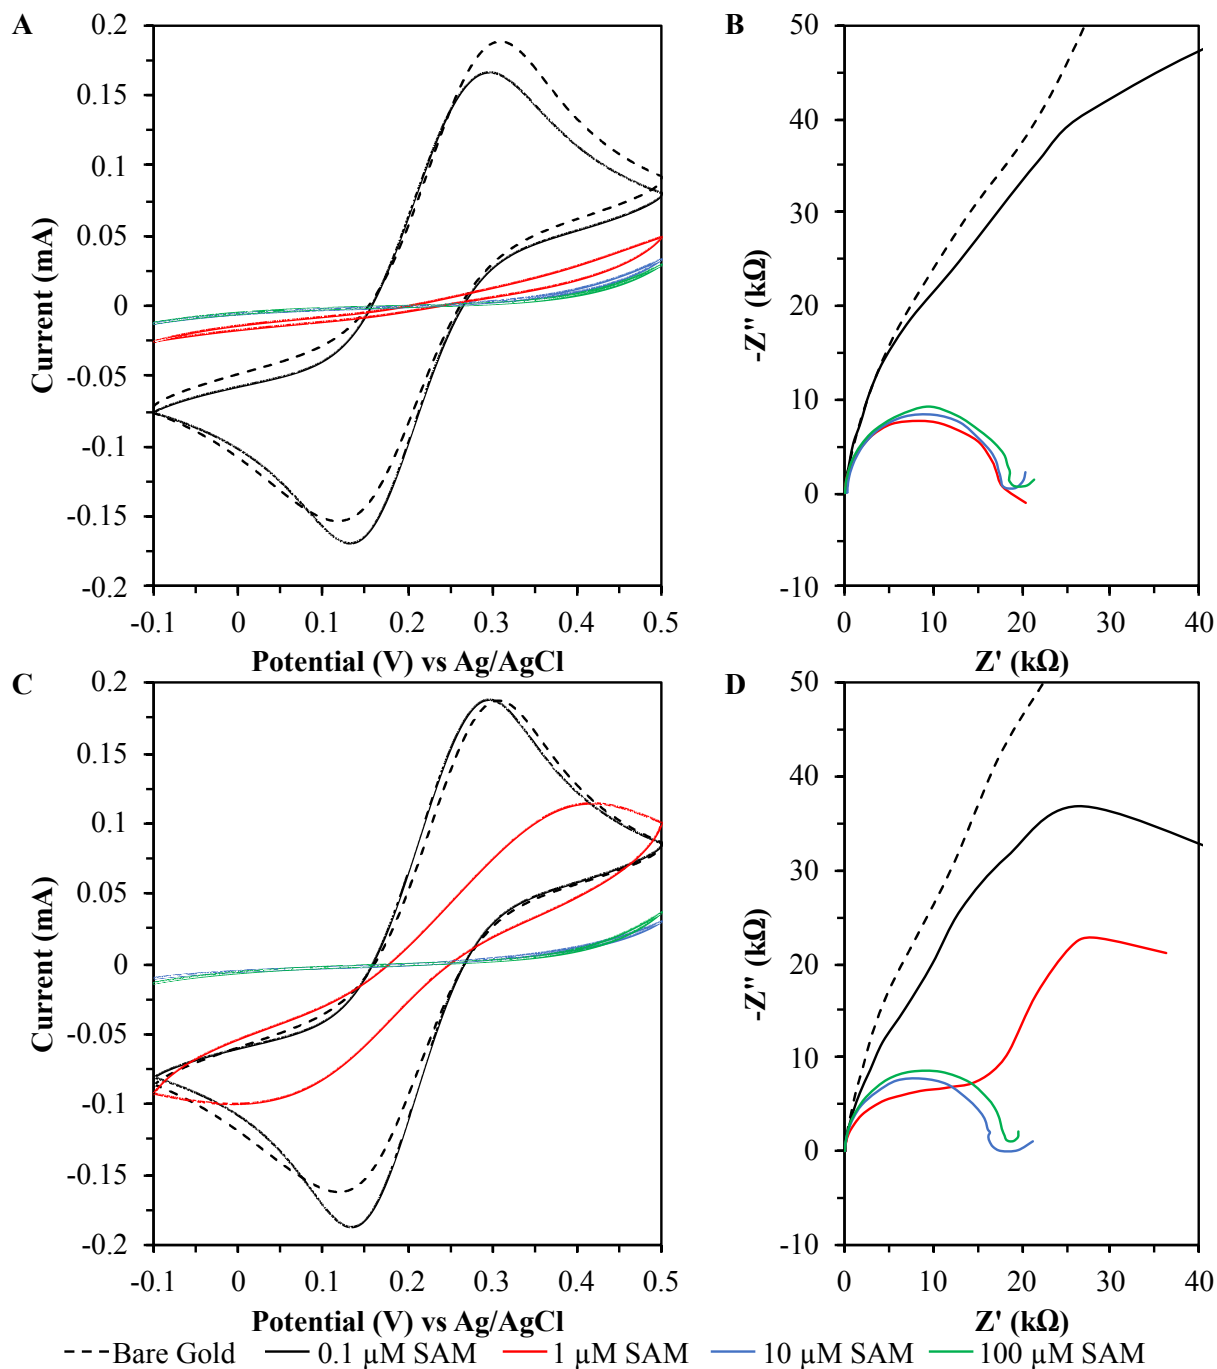 A
0.2
0.15
0.1
0.05
0
-0.05
-0.1
-0.15
-0.2
Current (mA)
-0.1 0 0.1 0.2 0.3 0.4 0.5
Potential (V) vs Ag/AgCl
B
50
40
30
20
10
0
-10
-Z'' (kΩ)
0 10 20 30 40
Z' (kΩ)
C
0.2
0.15
0.1
0.05
0
-0.05
-0.1
-0.15
-0.2
Current (mA)
-0.1 0 0.1 0.2 0.3 0.4 0.5
Potential (V) vs Ag/AgCl
D
50
40
30
20
10
0
-10
-Z'' (kΩ)
0 10 20 30 40
Z' (kΩ)
Bare Gold 0.1 µM SAM 1 µM SAM 10 µM SAM 100 µM SAM